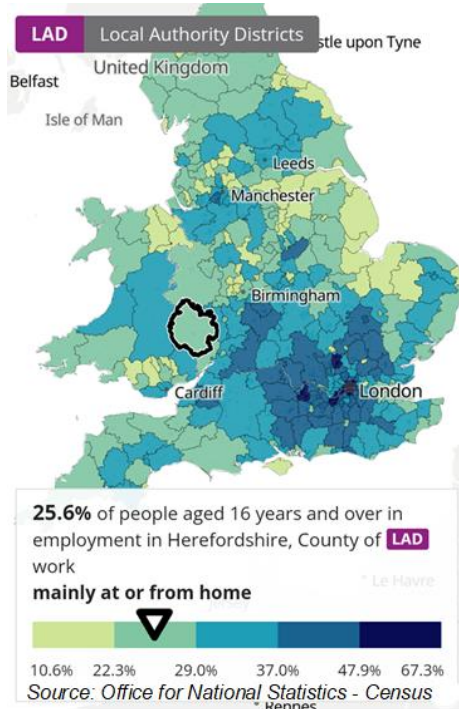 LAD Local Authority Districts
stle upon Tyne
United Kingdom
Belfast
Isle of Man
Leeds
Manchester
Birmingham
Cardiff
London
25.6% of people aged 16 years and over in
employment in Herefordshire, County of LAD
work
mainly at or from home
Le Havre
Jersey
10.6% 22.3% 29.0% 37.0% 47.9% 67.3%
Source: Office for National Statistics - Census
Rennes